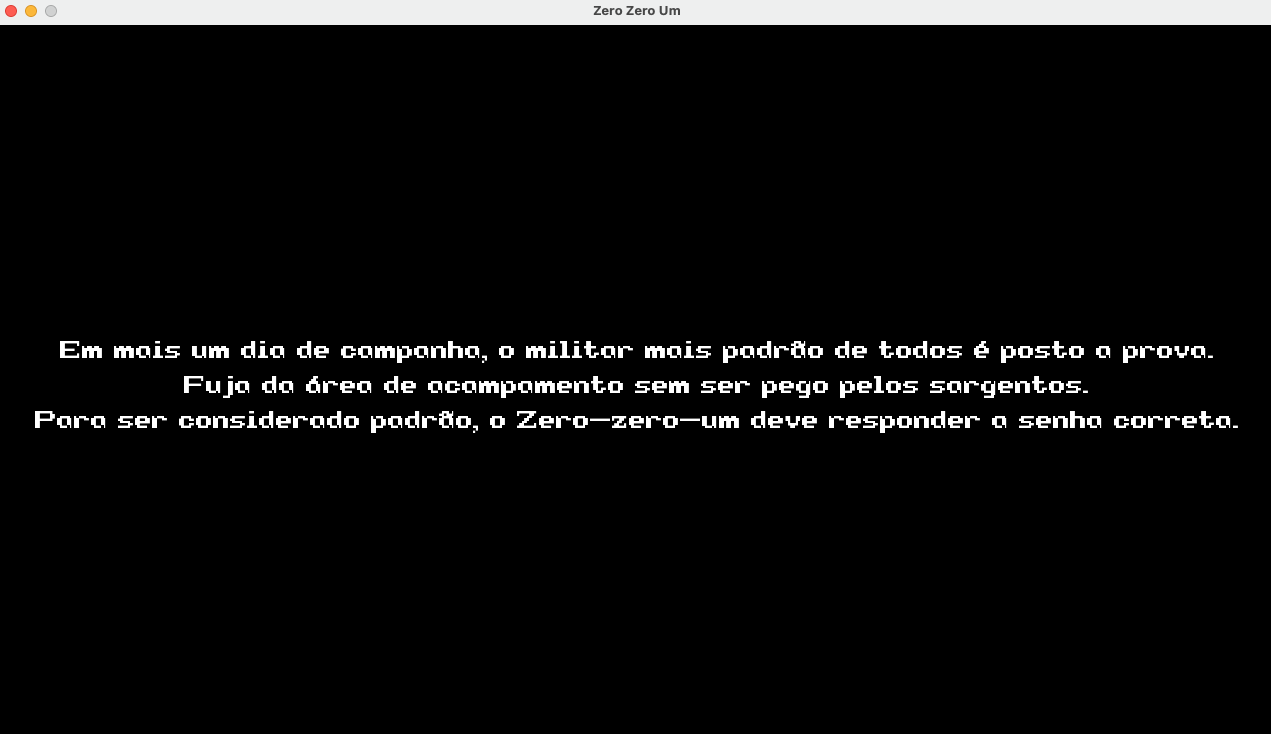 Zero Zero Um
Em mais um dia de campanha, o militar mais padrão de todos é posto a prova.
Fuja da área de acampamento sem ser pego pelos sargentos.
Para ser considerado padrão, o Zero-zero-um deve responder a senha correta.